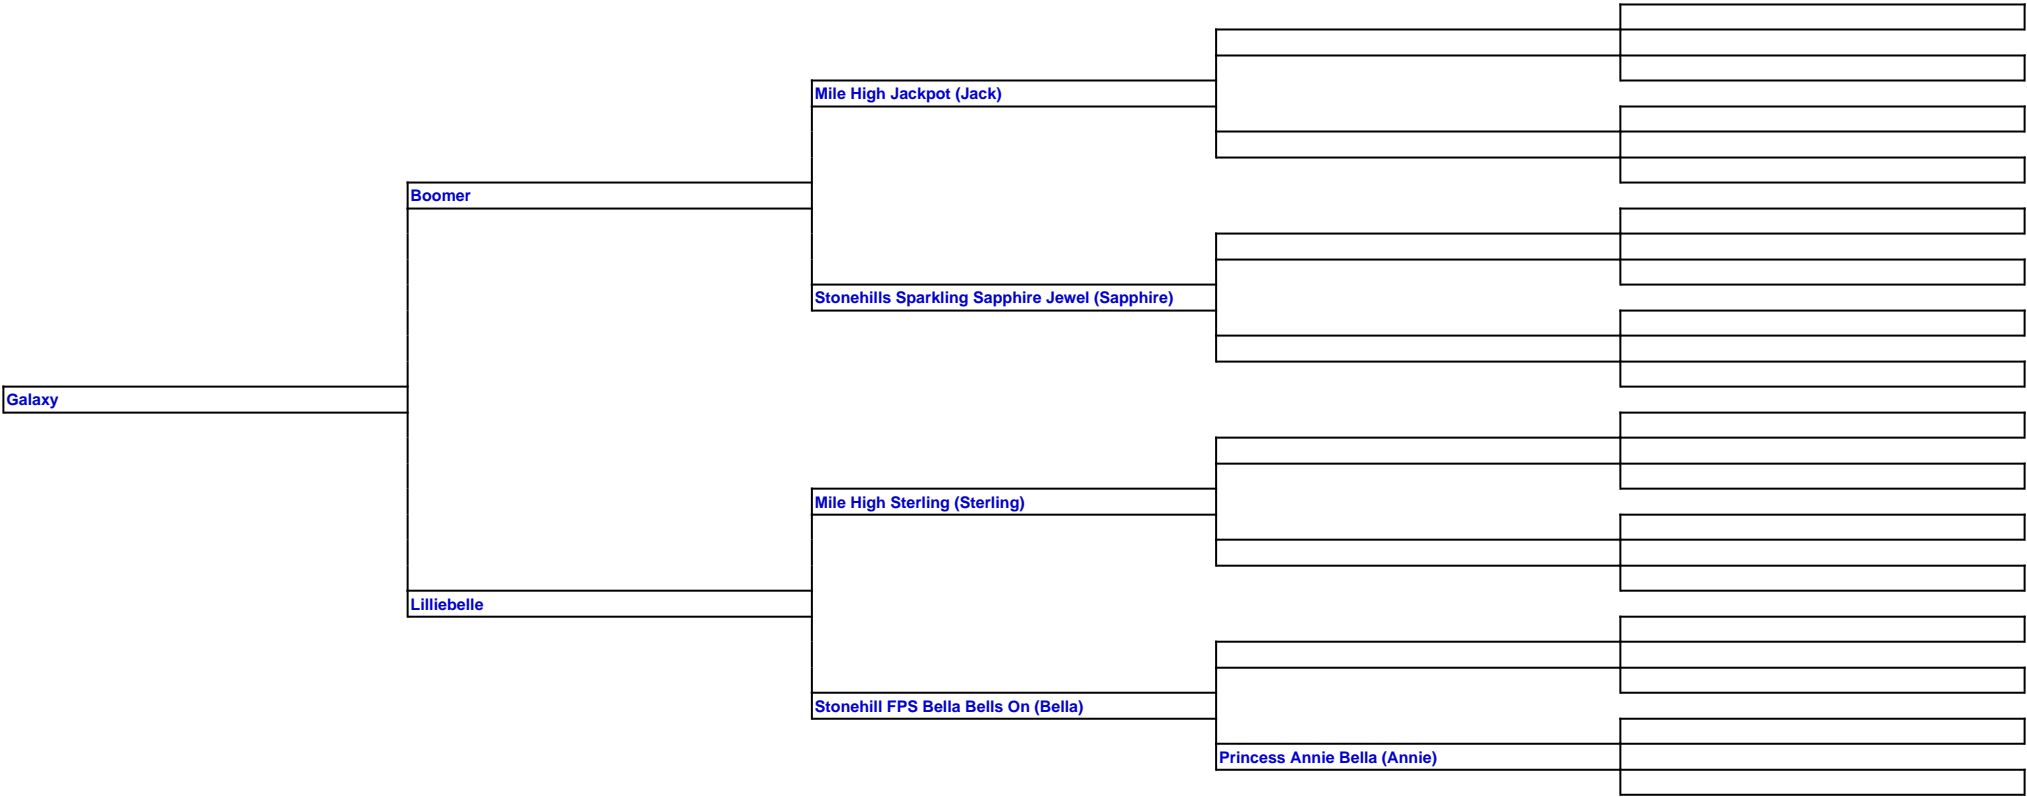 Mile High Jackpot (Jack)
Boomer
Stonehills Sparkling Sapphire Jewel (Sapphire)
Galaxy
Mile High Sterling (Sterling)
Lilliebelle
Stonehill FPS Bella Bells On (Bella)
Princess Annie Bella (Annie)